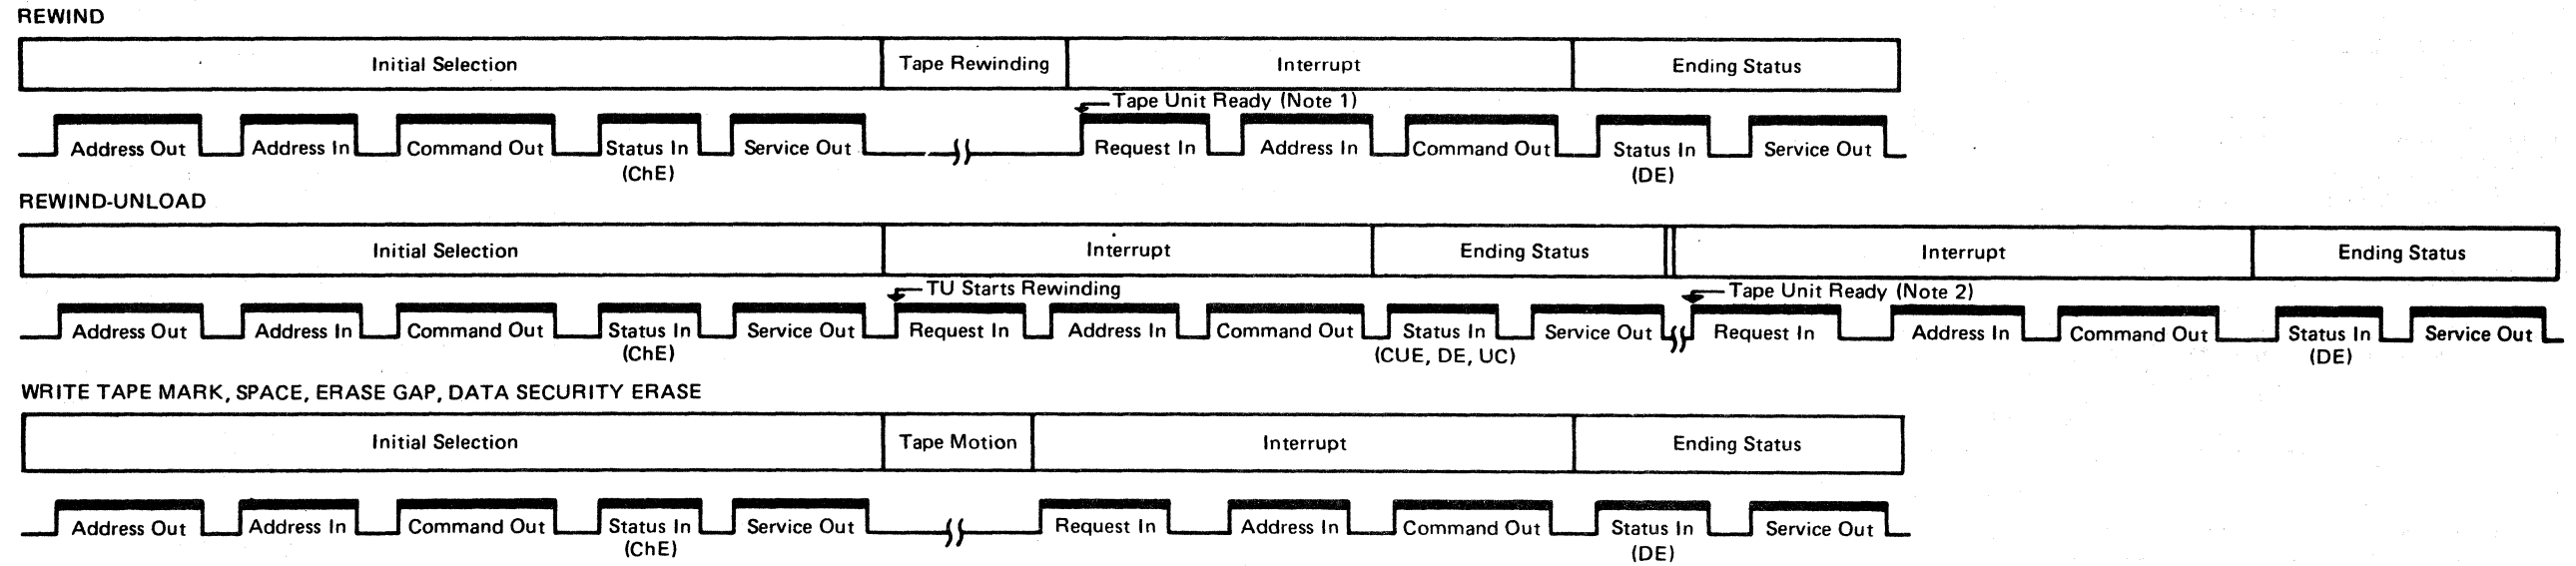 REWIND
Initial Selection Tape Rewinding Interrupt Ending Status
Tape Unit Ready (Note 1)
Address Out Address In Command Out Status In Service Out Request In Address In Command Out Status In Service Out
(ChE) (DE)
REWIND-UNLOAD
Initial Selection Interrupt Ending Status Interrupt Ending Status
TU Starts Rewinding Tape Unit Ready (Note 2)
Address Out Address In Command Out Status In Service Out Request In Address In Command Out Status In Service Out Request In Address In Command Out Status In Service Out
(ChE) (CUE, DE, UC) (DE)
WRITE TAPE MARK, SPACE, ERASE GAP, DATA SECURITY ERASE
Initial Selection Tape Motion Interrupt Ending Status
Address Out Address In Command Out Status In Service Out Request In Address In Command Out Status In Service Out
(ChE) (DE)